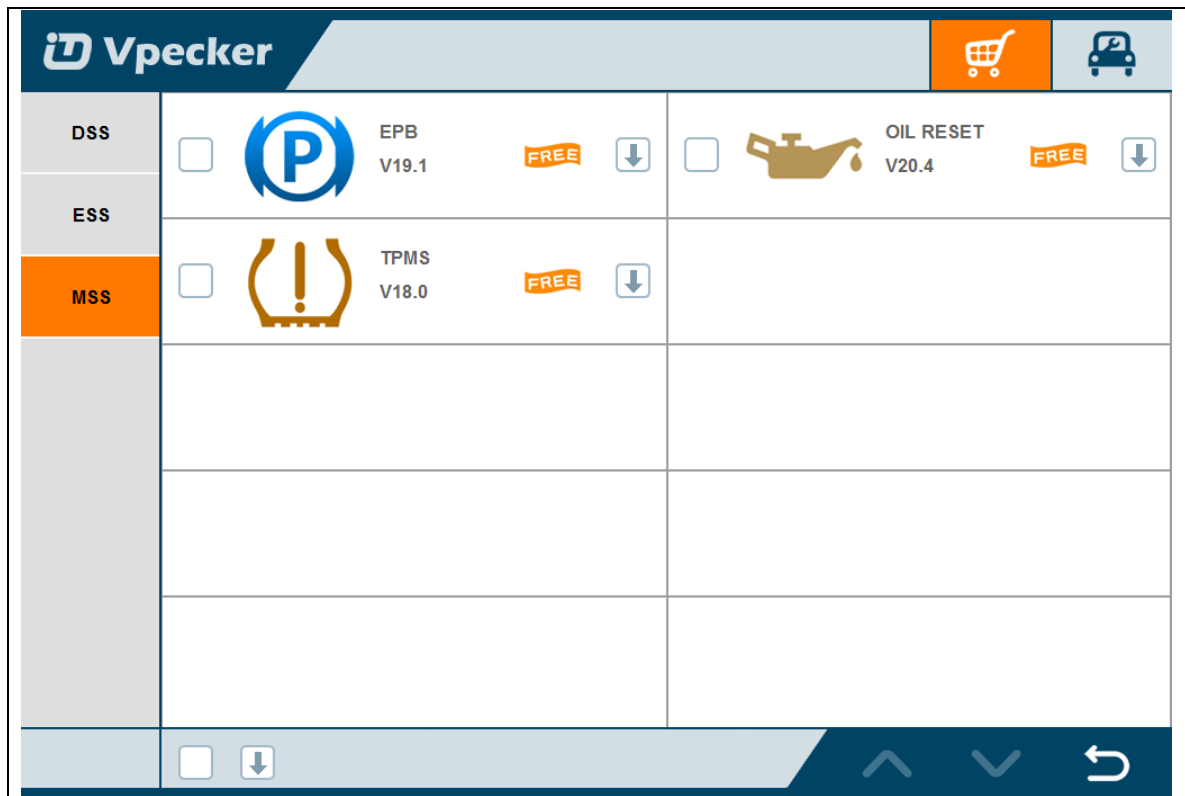 Vpecker
DSS
ESS
MSS
P
EPB
V19.1
FREE
OIL RESET
V20.4
FREE
TPMS
V18.0
FREE